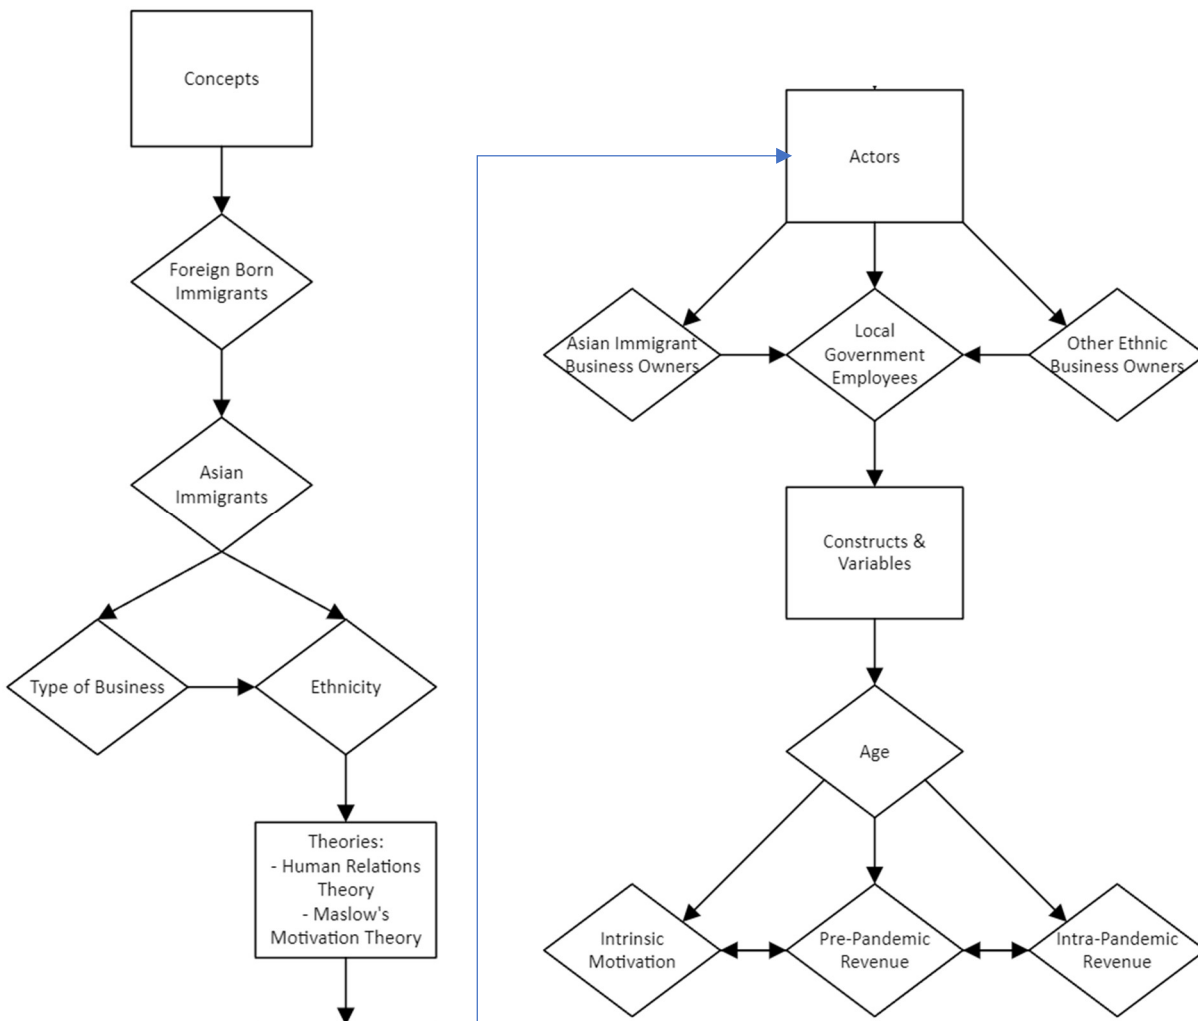 Concepts
Foreign Born
Immigrants
Asian
Immigrants
Type of Business
Ethnicity
Theories:
- Human Relations
Theory
- Maslow's
Motivation Theory
Actors
Asian Immigrant
Business Owners
Local
Government
Employees
Other Ethnic
Business Owners
Constructs &
Variables
Age
Intrinsic
Motivation
Pre-Pandemic
Revenue
Intra-Pandemic
Revenue